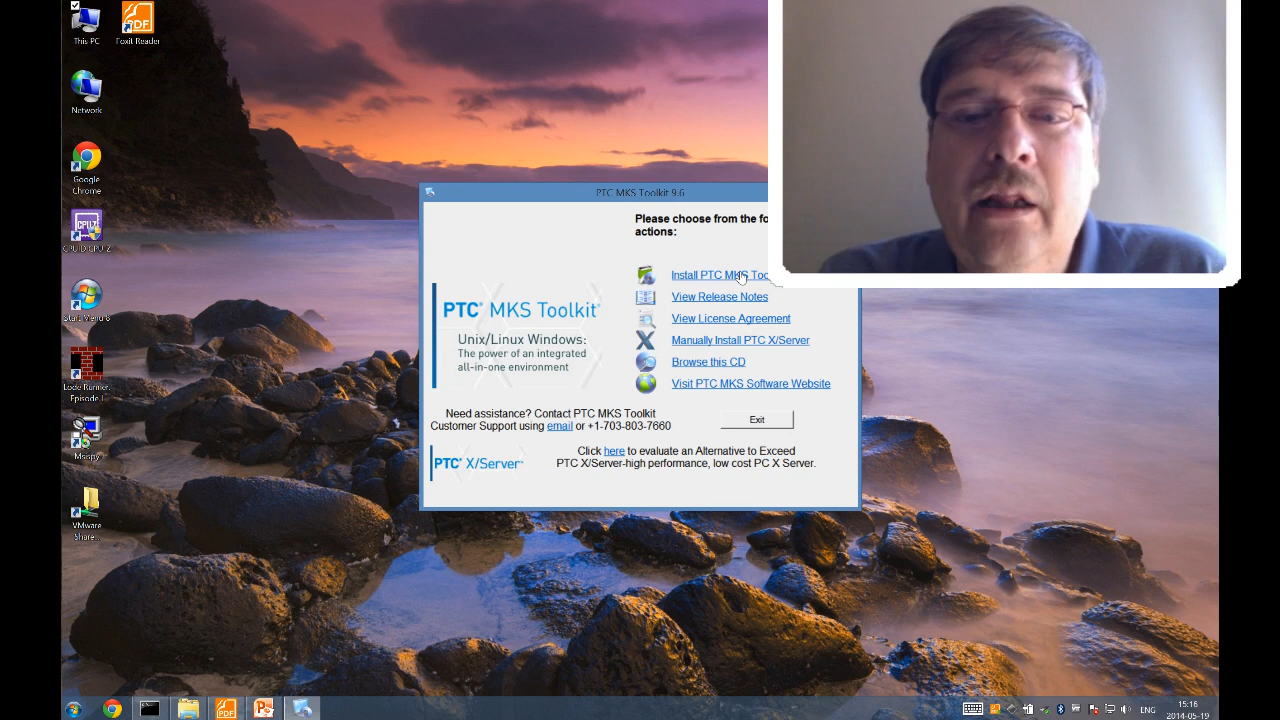 This PC
Foxit Reader
Network
Google
Chrome
CPUID CPU-Z
Start Menu 8
Lode Runner.
Episode I
VMware
Share...
PTC MKS Toolkit 9.6
Please choose from the fo
actions:
Install PTC MKS Too
View Release Notes
View License Agreement
Manually Install PTC X/Server
Browse this CD
Visit PTC MKS Software Website
PTC MKS Toolkit
Unix/Linux Windows:
The power of an integrated
all-in-one environment
Need assistance? Contact PTC MKS Toolkit
Customer Support using email or +1-703-803-7660
Exit
PTC X/Server
Click here to evaluate an Alternative to Exceed
PTC X/Server-high performance, low cost PC X Server.
ENG
15:16
2014-05-19